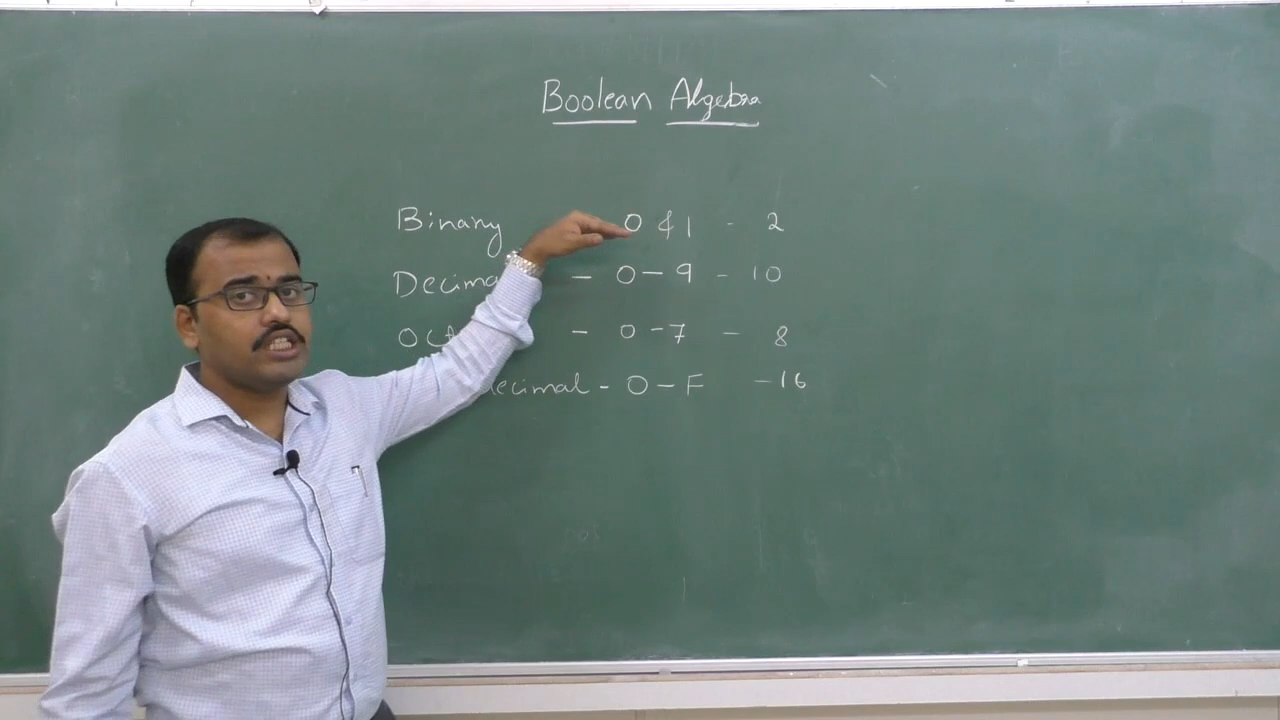 Boolean Algebra
Binary 0 & 1 - 2
- 0 - 9 - 10
- 0 - 7 - 8
- 0 - F - 16